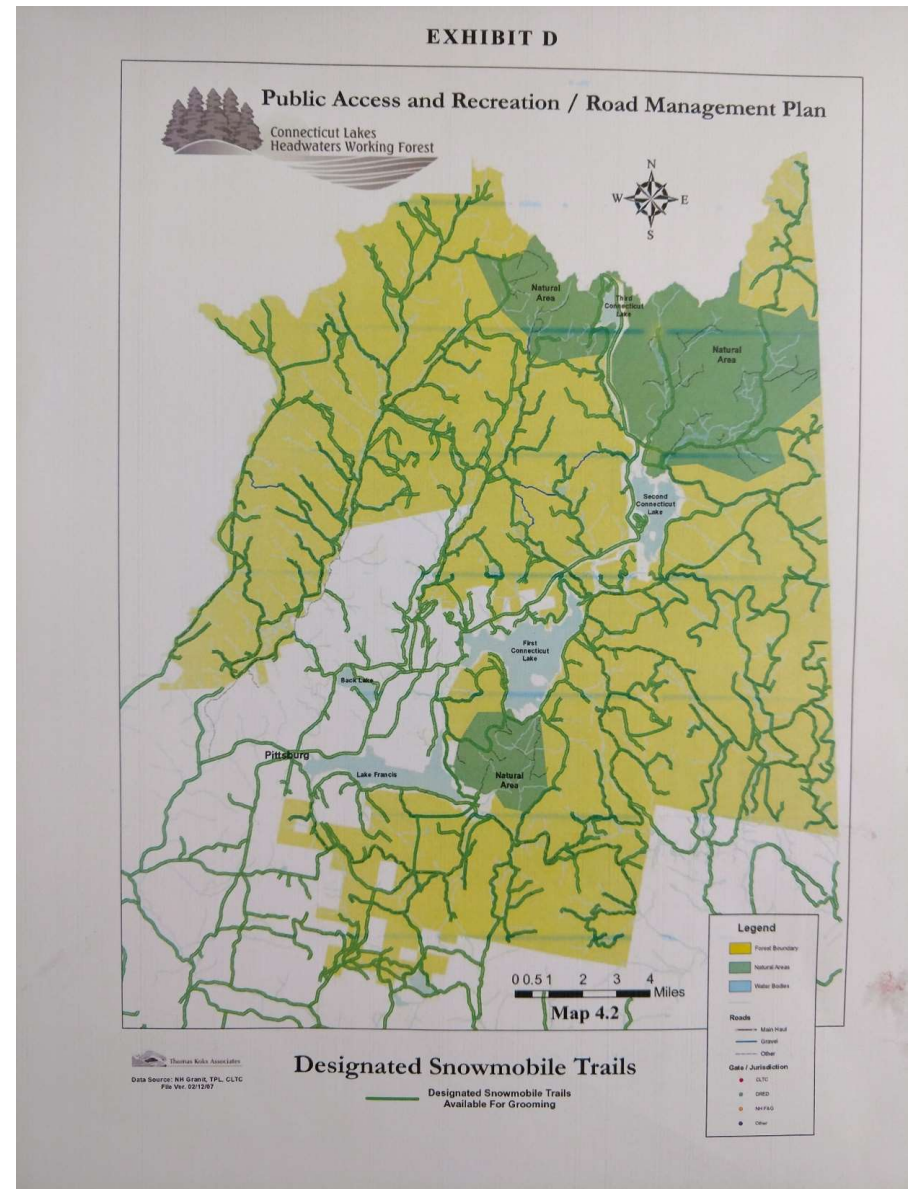 EXHIBIT D
Public Access and Recreation / Road Management Plan
Connecticut Lakes
Headwaters Working Forest
N
W E
S
Natural
Area
Third
Connecticut
Lake
Natural
Area
Second
Connecticut
Lake
First
Connecticut
Lake
Back Lake
Pittsburg
Lake Francis
Natural
Area
0 0.5 1 2 3 4
Miles
Map 4.2
Legend
Forest Boundary
Natural Areas
Water Bodies
Roads
Main Haul
Gravel
Other
Gate / Jurisdiction
CLTC
DRED
NH F&G
Other
Thomas Kokx Associates
Data Source: NH Granit, TPL, CLTC
File Ver. 02/12/07
Designated Snowmobile Trails
Designated Snowmobile Trails
Available For Grooming